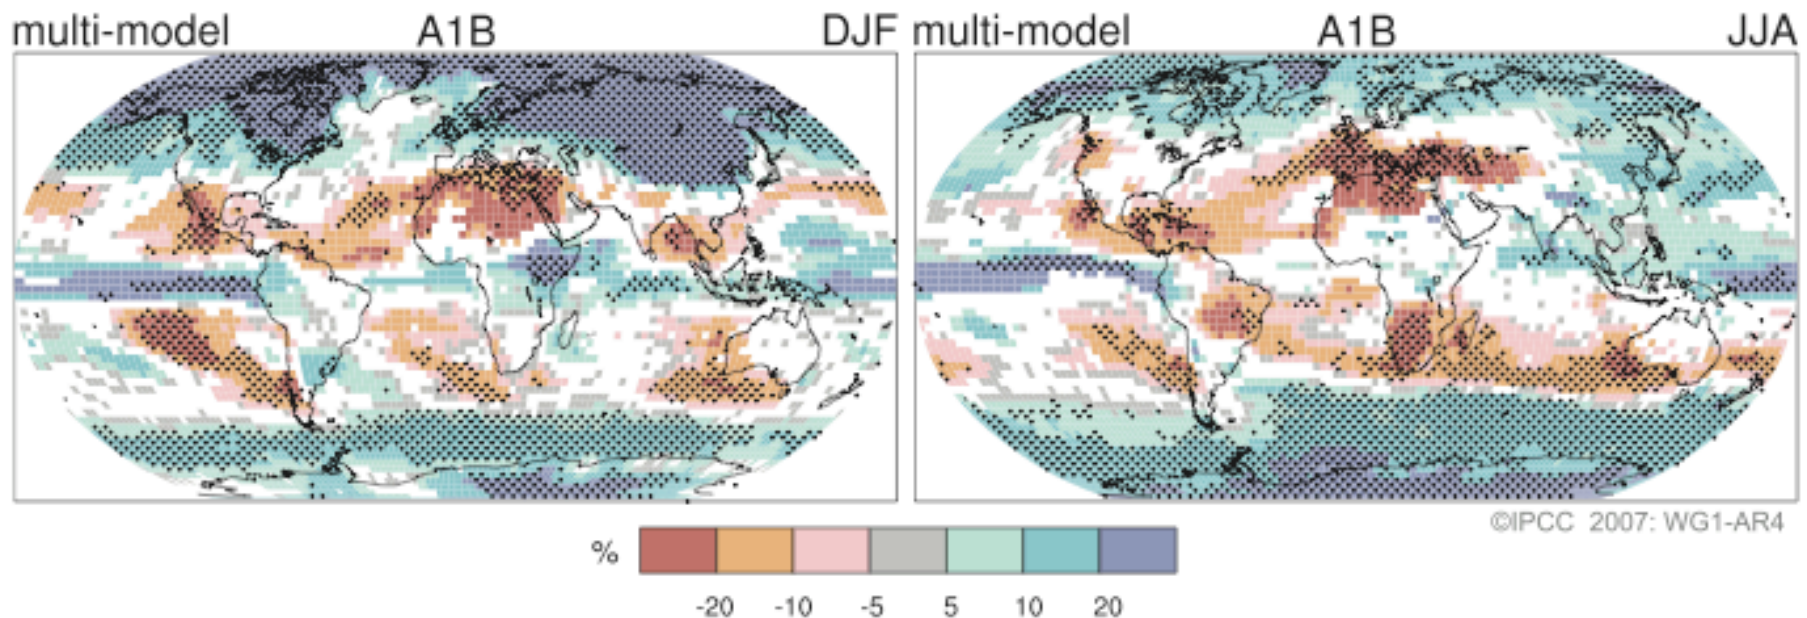 multi-model A1B DJF multi-model A1B JJA
©IPCC 2007: WG1-AR4
%
-20 -10 -5 5 10 20